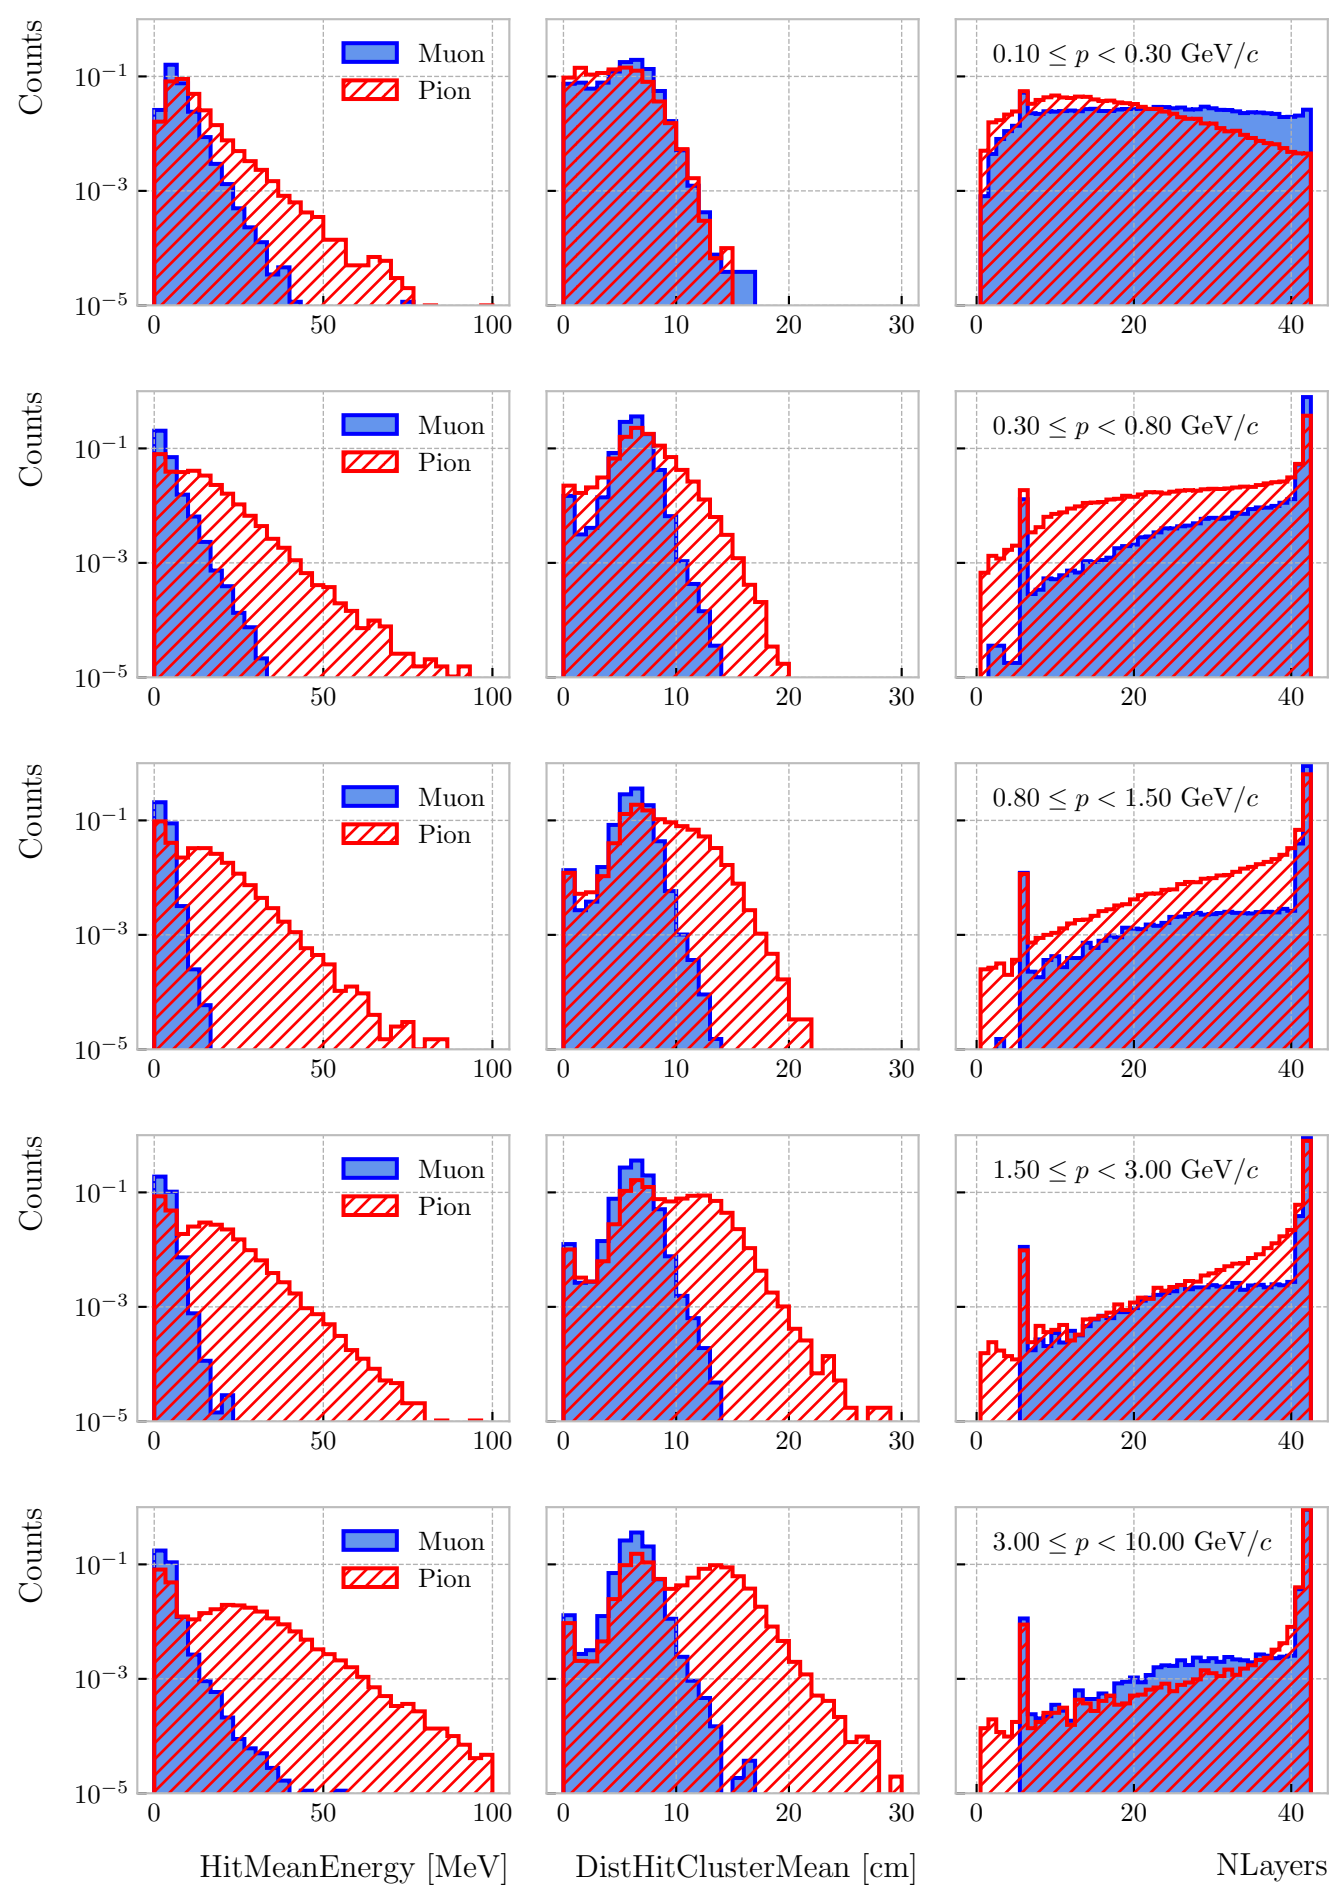 Counts
10⁻¹
10⁻³
10⁻⁵
Muon
Pion
0.10 ≤ p < 0.30 GeV/c
0 50 100
0 10 20 30
0 20 40
Counts
10⁻¹
10⁻³
10⁻⁵
Muon
Pion
0.30 ≤ p < 0.80 GeV/c
0 50 100
0 10 20 30
0 20 40
Counts
10⁻¹
10⁻³
10⁻⁵
Muon
Pion
0.80 ≤ p < 1.50 GeV/c
0 50 100
0 10 20 30
0 20 40
Counts
10⁻¹
10⁻³
10⁻⁵
Muon
Pion
1.50 ≤ p < 3.00 GeV/c
0 50 100
0 10 20 30
0 20 40
Counts
10⁻¹
10⁻³
10⁻⁵
Muon
Pion
3.00 ≤ p < 10.00 GeV/c
0 50 100
0 10 20 30
0 20 40
HitMeanEnergy [MeV]
DistHitClusterMean [cm]
NLayers